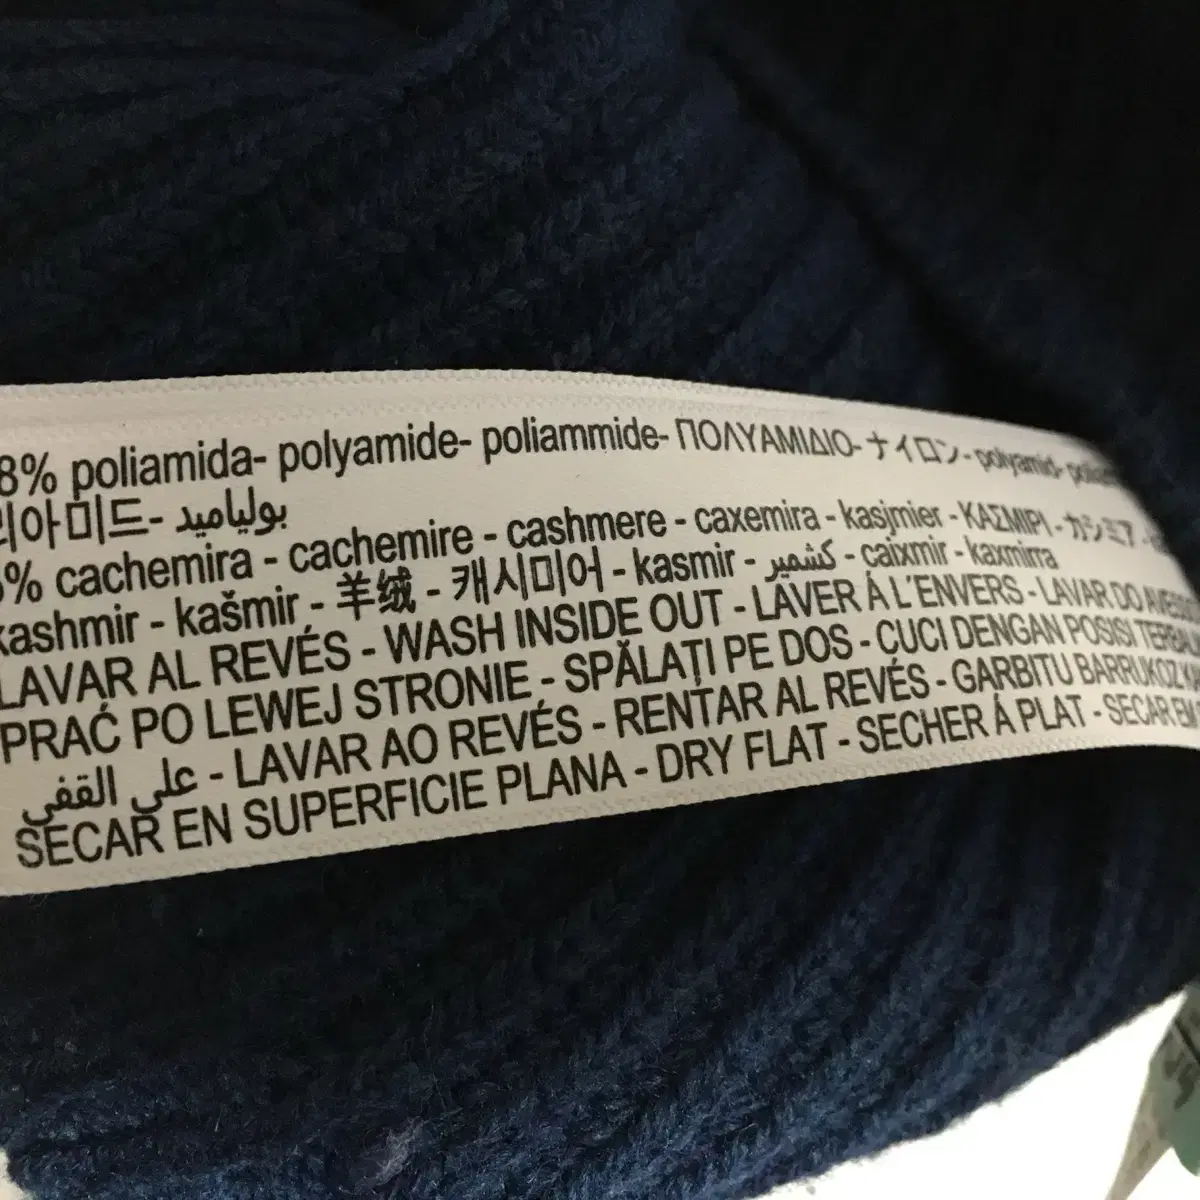 8% poliamida- polyamide- poliammide- ΠΟΛΥΑΜΙΔΙΟ- ナイロン- polyamid-
리아미드- بولياميد
% cachemira - cachemire - cashmere - caxemira - kasjmier - ΚΑΣΜΙΡΙ - カシミア -
kashmir - kašmir - 羊绒 - 캐시미어 - kasmir - كشمير - caixmir - kaxmirra
LAVAR AL REVÉS - WASH INSIDE OUT - LAVER À L´ENVERS - LAVAR DO AVESSO
PRAĆ PO LEWEJ STRONIE - SPĂLAȚI PE DOS - CUCI DENGAN POSISI
على القفى - LAVAR AO REVÉS - RENTAR AL REVÉS - GARBITU BARRUKOZ
SECAR EN SUPERFICIE PLANA - DRY FLAT - SECHER À PLAT - SECAR EM